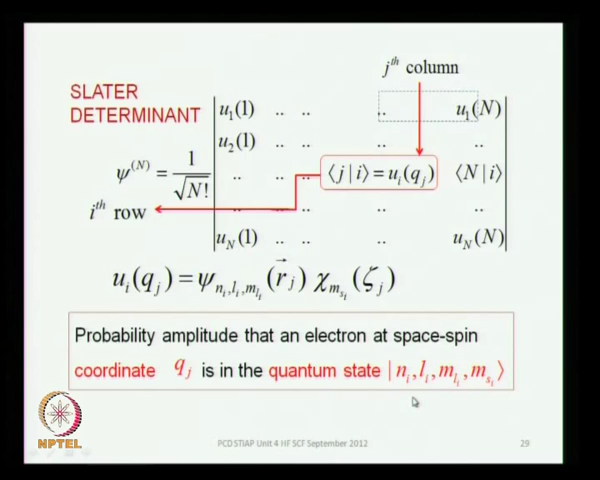 j^th column
SLATER
DETERMINANT
u_1(1) .. .. .. u_1(N)
u_2(1) .. .. .. ..
ψ^(N) = 1/√N! .. .. .. ⟨j|i⟩ = u_i(q_j) ⟨N|i⟩
i^th row .. .. .. .. ..
u_N(1) .. .. .. u_N(N)
u_i(q_j) = ψ_{n_i,l_i,m_{l_i}}(r⃗_j) χ_{m_{s_i}}(ζ_j)
Probability amplitude that an electron at space-spin
coordinate q_j is in the quantum state |n_i, l_i, m_{l_i}, m_{s_i}⟩
NPTEL
PCD STiAP Unit 4 HF SCF September 2012 29